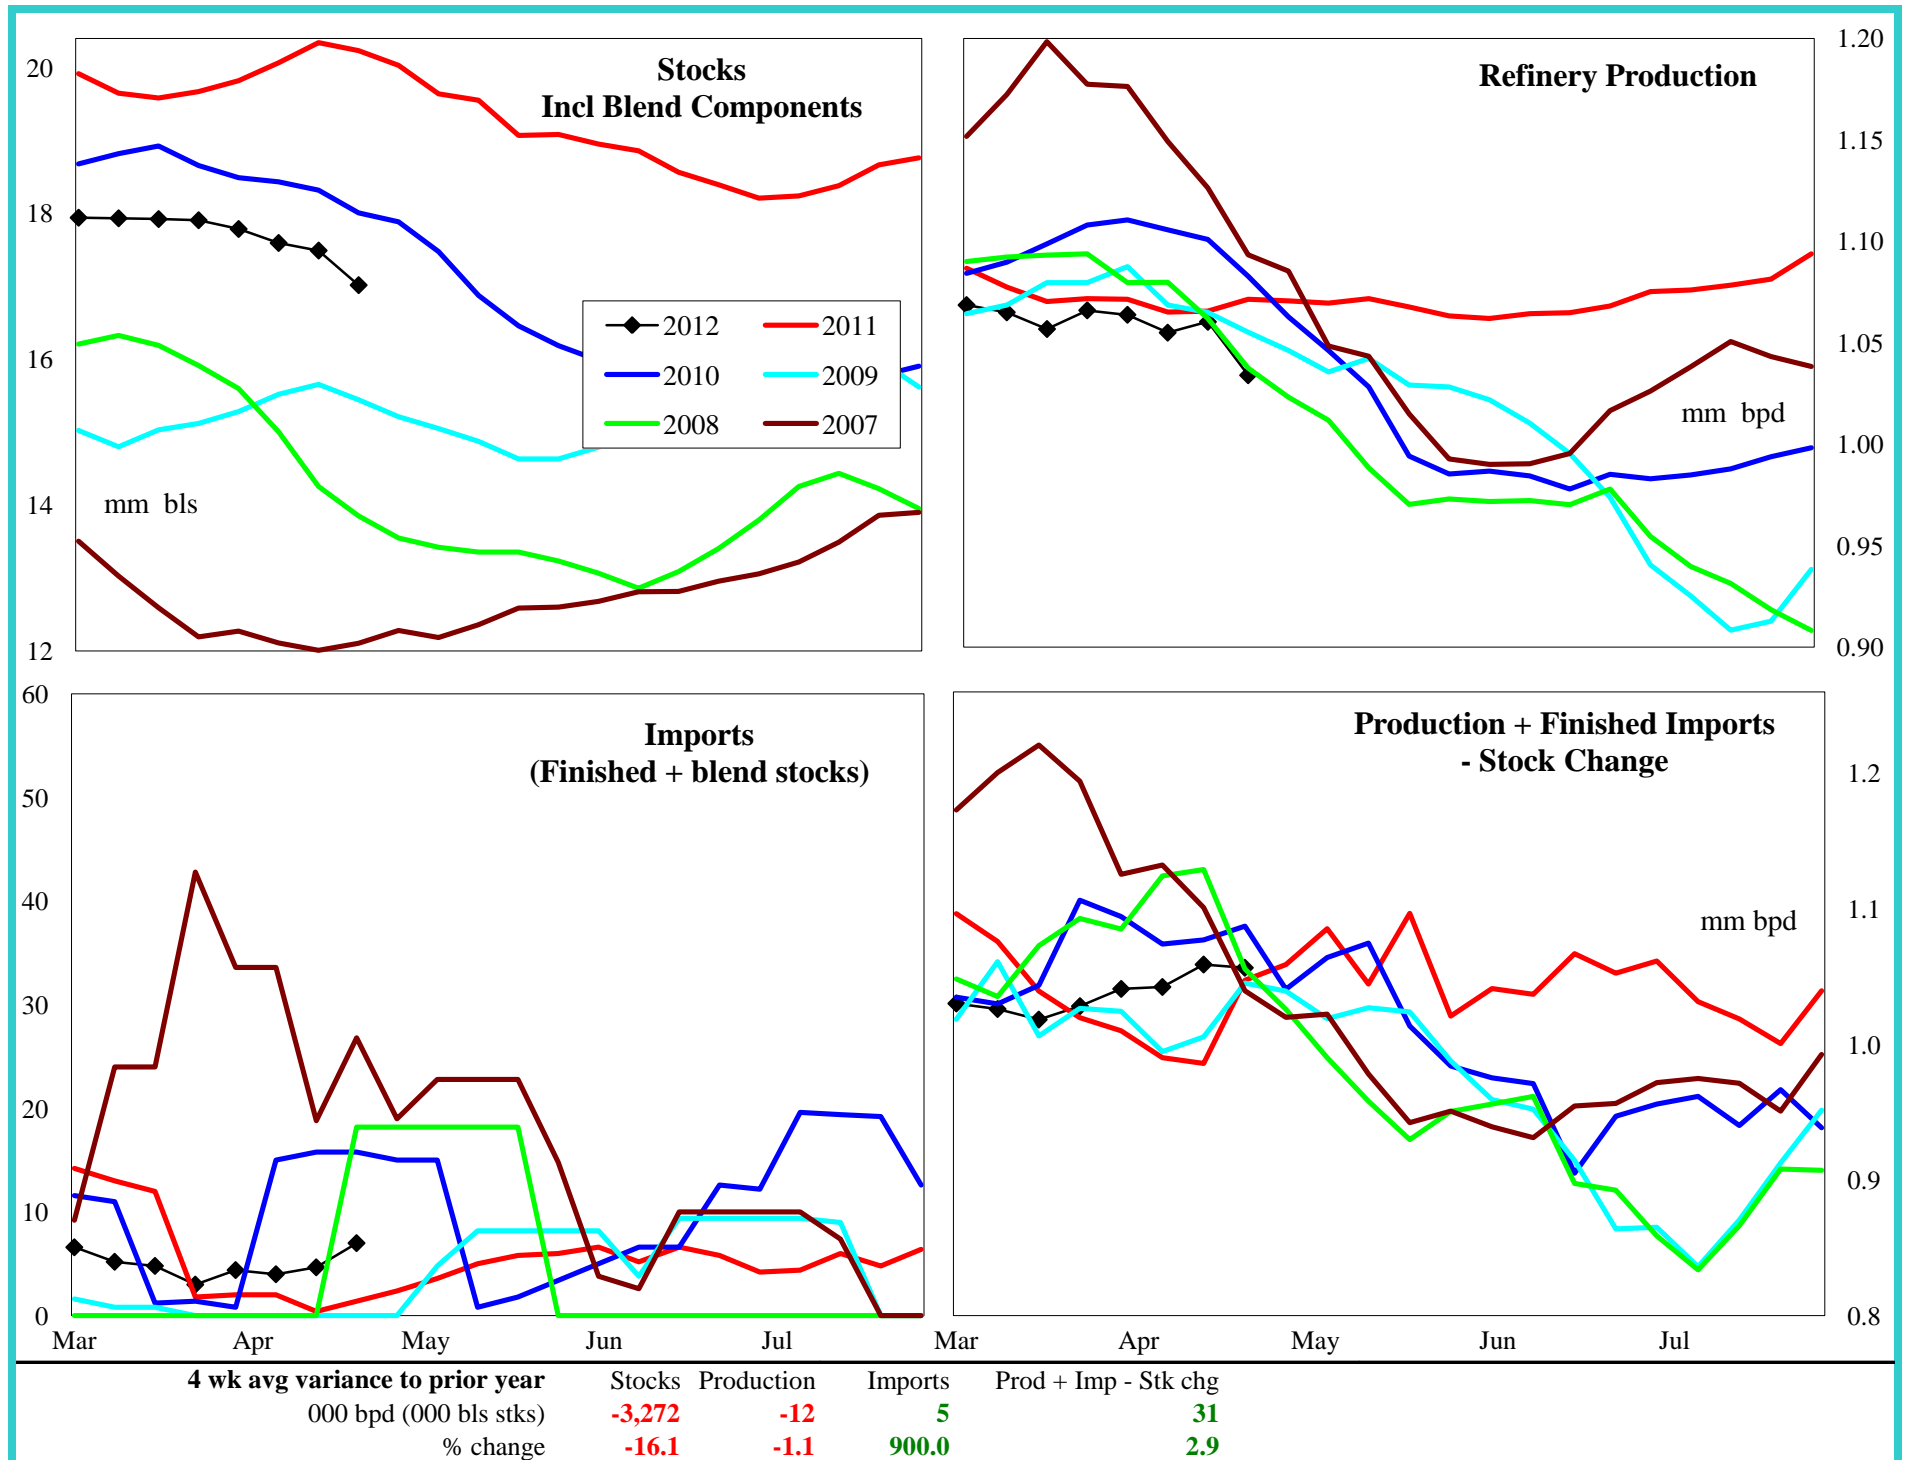 Stocks
Incl Blend Components
20
18
16
14
12
mm bls
2012 2011
2010 2009
2008 2007
Refinery Production
1.20
1.15
1.10
1.05
1.00
0.95
0.90
mm bpd
Imports
(Finished + blend stocks)
60
50
40
30
20
10
0
Mar Apr May Jun Jul
Production + Finished Imports
- Stock Change
1.2
1.1
1.0
0.9
0.8
mm bpd
Mar Apr May Jun Jul
4 wk avg variance to prior year Stocks Production Imports Prod + Imp - Stk chg
000 bpd (000 bls stks) -3,272 -12 5 31
% change -16.1 -1.1 900.0 2.9